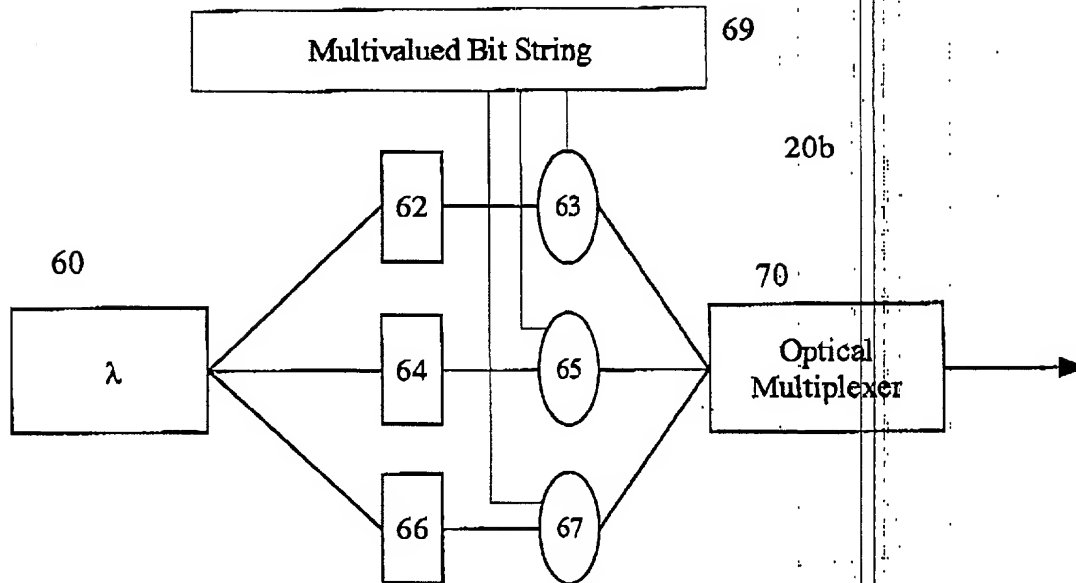 69
Multivalued Bit String
20b
62
63
60
70
λ
64
65
Optical
Multiplexer
66
67